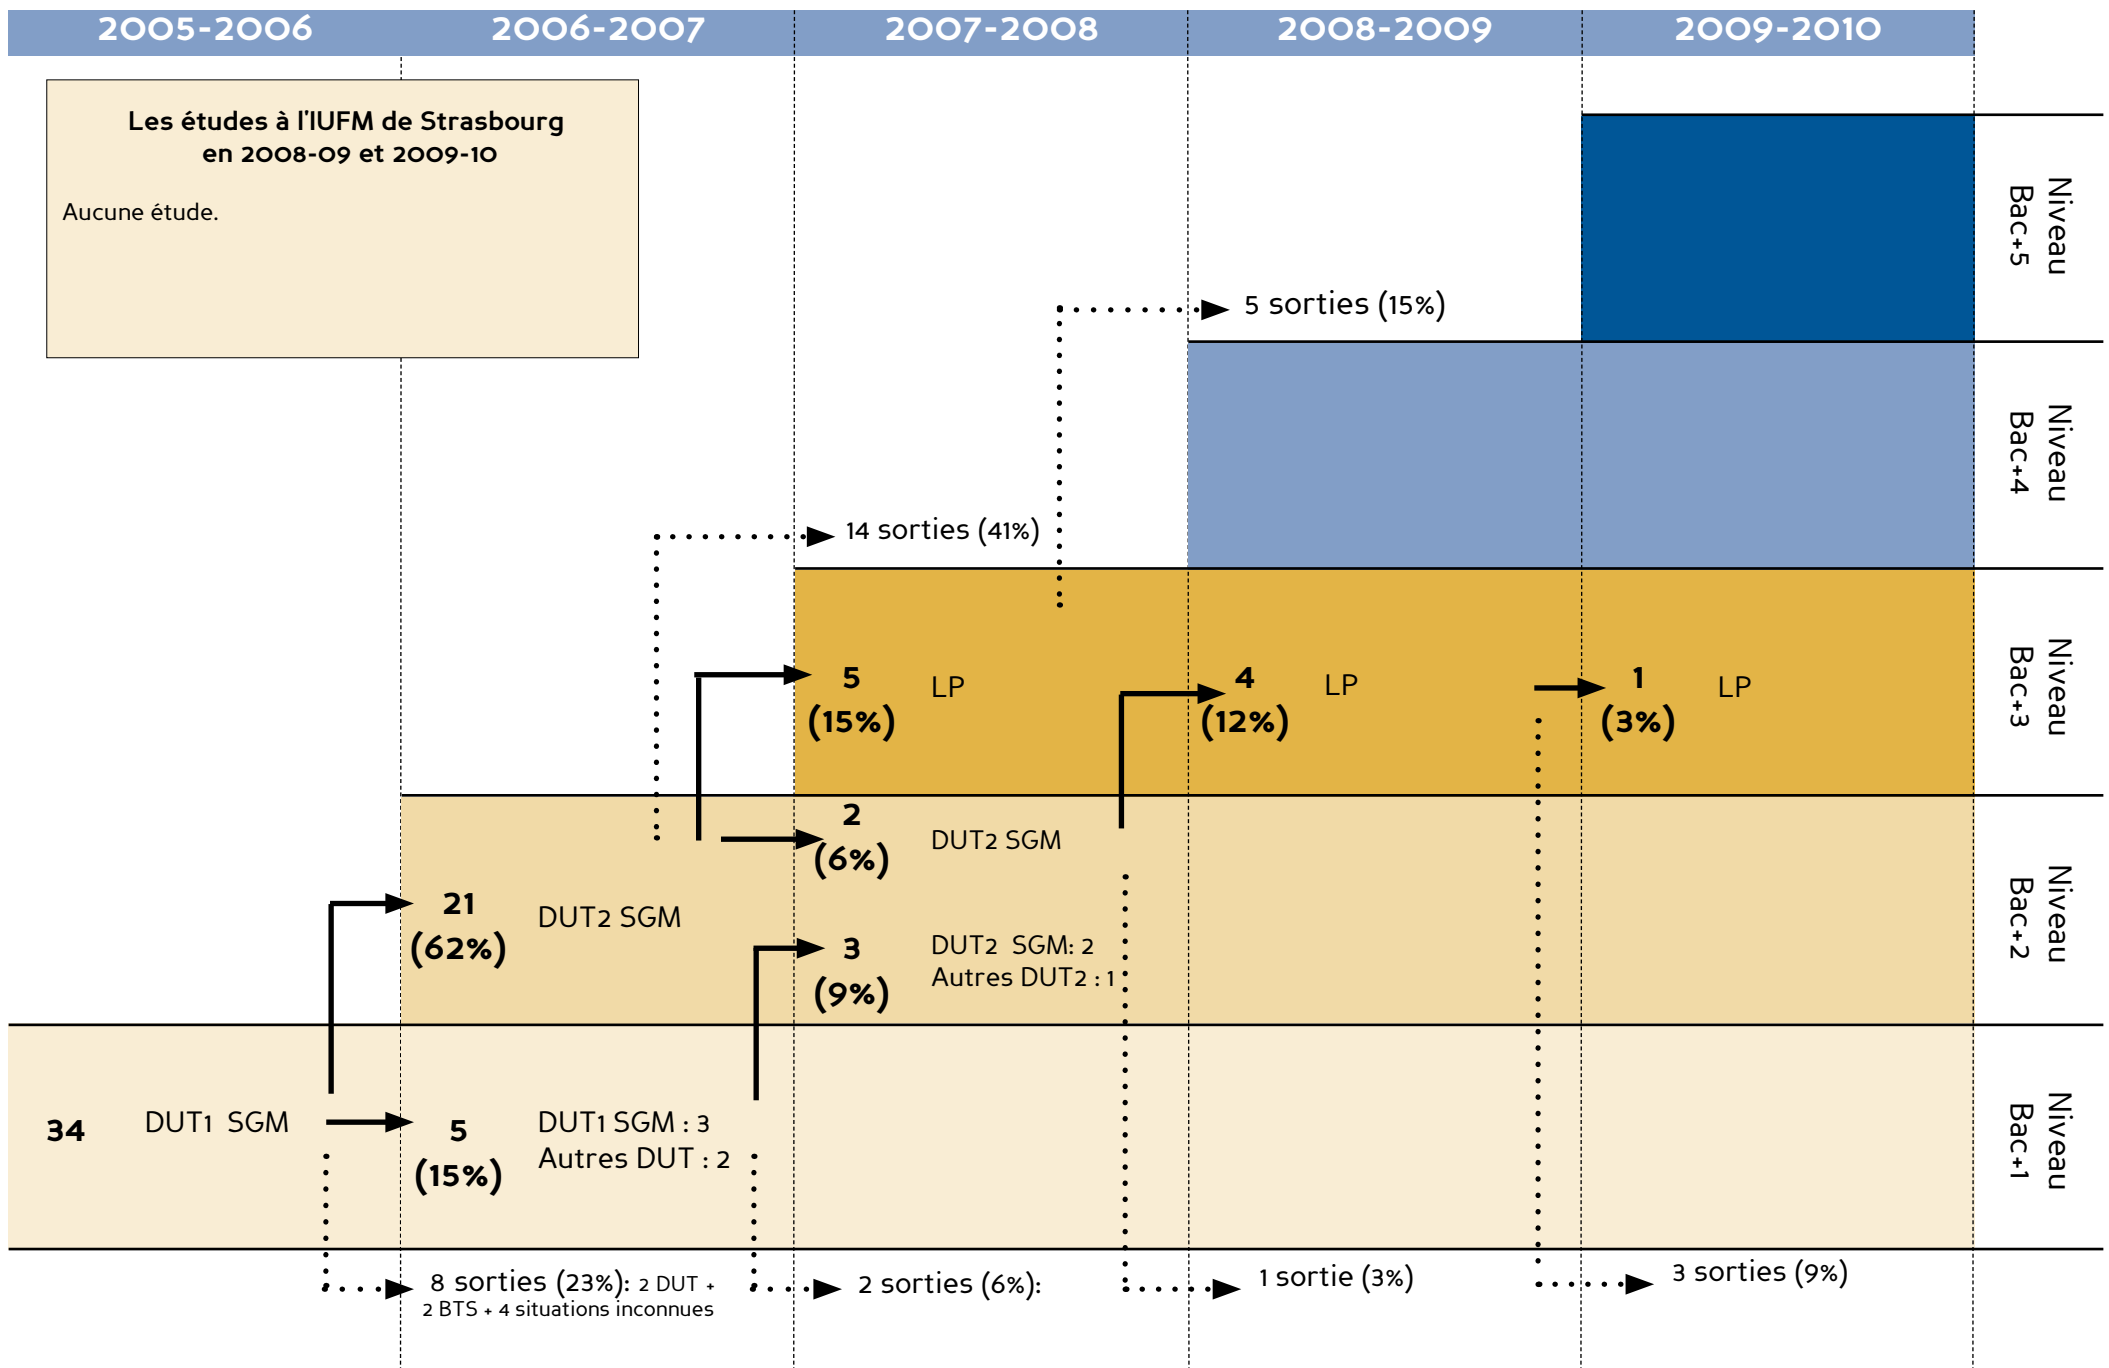 2005-2006
2006-2007
2007-2008
2008-2009
2009-2010
Les études à l'IUFM de Strasbourg
en 2008-09 et 2009-10
Aucune étude.
Niveau
Bac+5
5 sorties (15%)
Niveau
Bac+4
14 sorties (41%)
5
(15%)
LP
4
(12%)
LP
1
(3%)
LP
Niveau
Bac+3
2
(6%)
DUT2 SGM
21
(62%)
DUT2 SGM
3
(9%)
DUT2 SGM: 2
Autres DUT2 : 1
Niveau
Bac+2
34
DUT1 SGM
5
(15%)
DUT1 SGM : 3
Autres DUT : 2
Niveau
Bac+1
8 sorties (23%): 2 DUT +
2 BTS + 4 situations inconnues
2 sorties (6%):
1 sortie (3%)
3 sorties (9%)